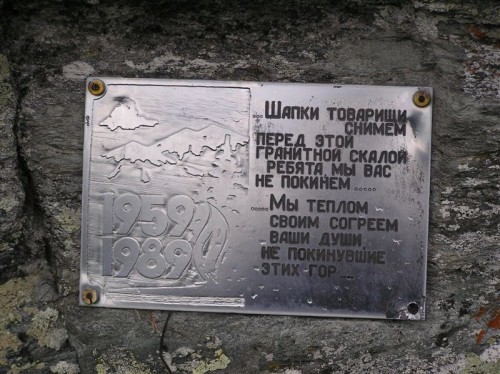 ....Шапки товарищи
снимем
перед этой
гранитной скалой
ребята мы вас
не покинем .....
.....Мы теплом
своим согреем
ваши души
не покинувшие
этих гор ....
1959
1989